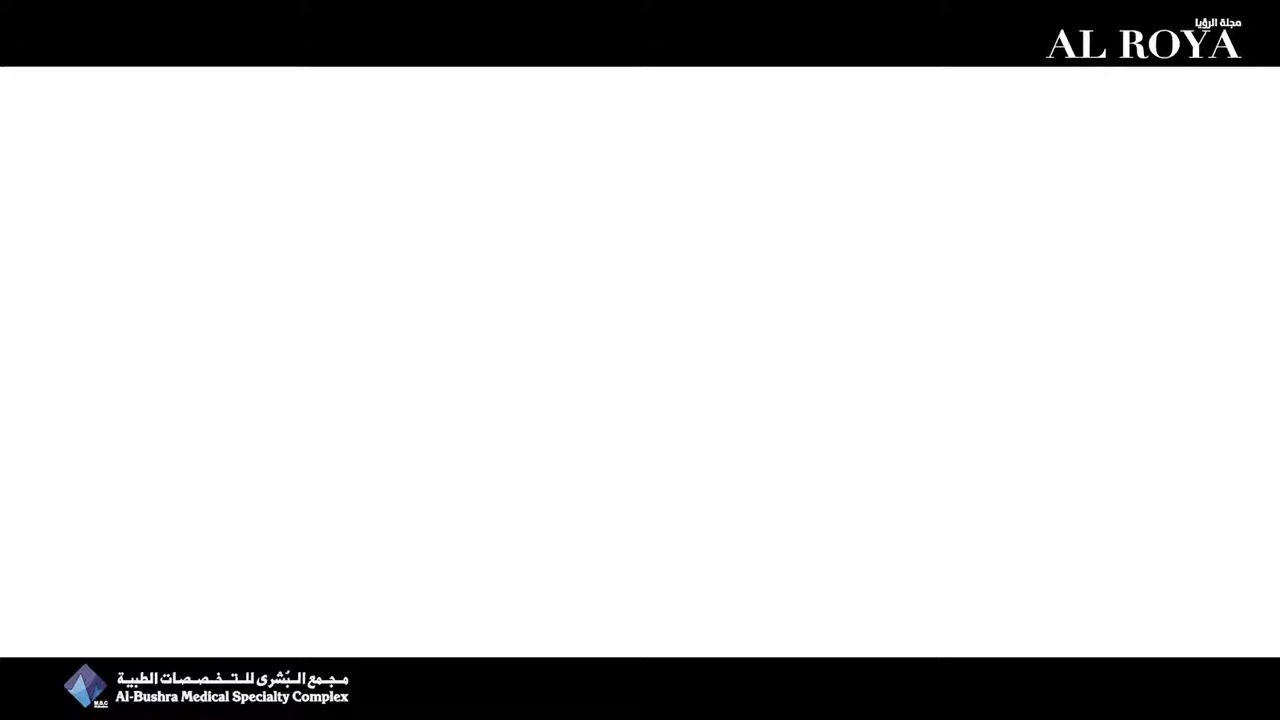 مجلة الرؤيا
AL ROYA
مجمع البُشرى للتخصصات الطبية
Al-Bushra Medical Specialty Complex
M.S.C